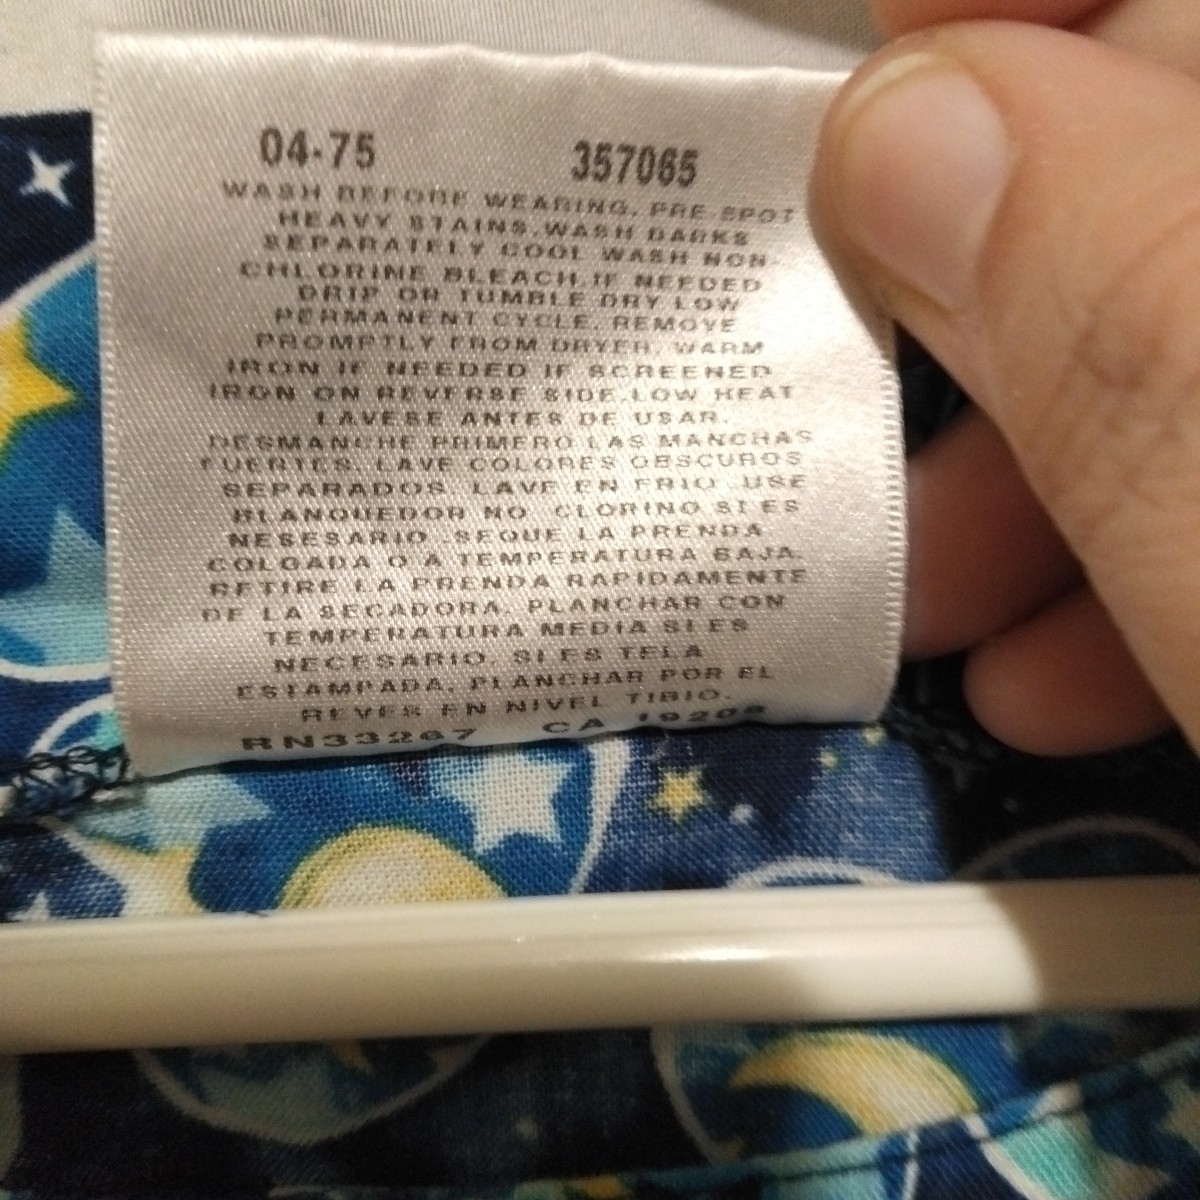 04-75 357065
WASH BEFORE WEARING. PRE-SPOT
HEAVY STAINS.WASH DARKS
SEPARATELY COOL WASH NON-
CHLORINE BLEACH IF NEEDED
DRIP OR TUMBLE DRY LOW
PERMANENT CYCLE. REMOVE
PROMPTLY FROM DRYER. WARM
IRON IF NEEDED IF SCREENED
IRON ON REVERSE SIDE.LOW HEAT
LAVESE ANTES DE USAR.
DESMANCHE PRIMERO LAS MANCHAS
FUERTES. LAVE COLORES OBSCUROS
SEPARADOS. LAVE EN FRIO .USE
BLANQUEDOR NO CLORINO SI ES
NESESARIO .SEQUE LA PRENDA
COLGADA O A TEMPERATURA BAJA.
RETIRE LA PRENDA RAPIDAMENTE
DE LA SECADORA. PLANCHAR CON
TEMPERATURA MEDIA SI ES
NECESARIO. SI ES TELA
ESTAMPADA, PLANCHAR POR EL
REVES EN NIVEL TIBIO.
RN33267 CA 19208